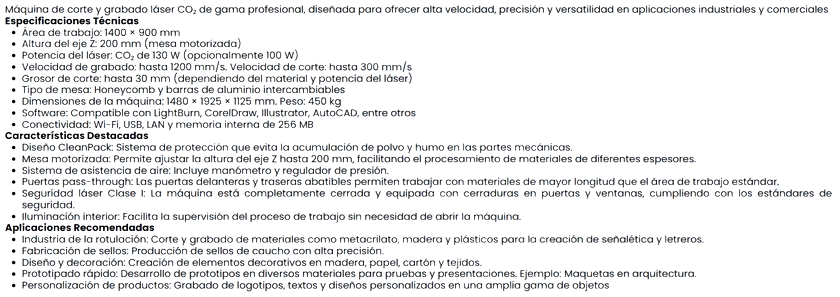 Máquina de corte y grabado láser CO₂ de gama profesional, diseñada para ofrecer alta velocidad, precisión y versatilidad en aplicaciones industriales y comerciales
Especificaciones Técnicas
• Área de trabajo: 1400 × 900 mm
• Altura del eje Z: 200 mm (mesa motorizada)
• Potencia del láser: CO₂ de 130 W (opcionalmente 100 W)
• Velocidad de grabado: hasta 1200 mm/s. Velocidad de corte: hasta 300 mm/s
• Grosor de corte: hasta 30 mm (dependiendo del material y potencia del láser)
• Tipo de mesa: Honeycomb y barras de aluminio intercambiables
• Dimensiones de la máquina: 1480 × 1925 × 1125 mm. Peso: 450 kg
• Software: Compatible con LightBurn, CorelDraw, Illustrator, AutoCAD, entre otros
• Conectividad: Wi-Fi, USB, LAN y memoria interna de 256 MB
Características Destacadas
• Diseño CleanPack: Sistema de protección que evita la acumulación de polvo y humo en las partes mecánicas.
• Mesa motorizada: Permite ajustar la altura del eje Z hasta 200 mm, facilitando el procesamiento de materiales de diferentes espesores.
• Sistema de asistencia de aire: Incluye manómetro y regulador de presión.
• Puertas pass-through: Las puertas delanteras y traseras abatibles permiten trabajar con materiales de mayor longitud que el área de trabajo estándar.
• Seguridad láser Clase I: La máquina está completamente cerrada y equipada con cerraduras en puertas y ventanas, cumpliendo con los estándares de
seguridad.
• Iluminación interior: Facilita la supervisión del proceso de trabajo sin necesidad de abrir la máquina.
Aplicaciones Recomendadas
• Industria de la rotulación: Corte y grabado de materiales como metacrilato, madera y plásticos para la creación de señalética y letreros.
• Fabricación de sellos: Producción de sellos de caucho con alta precisión.
• Diseño y decoración: Creación de elementos decorativos en madera, papel, cartón y tejidos.
• Prototipado rápido: Desarrollo de prototipos en diversos materiales para pruebas y presentaciones. Ejemplo: Maquetas en arquitectura.
• Personalización de productos: Grabado de logotipos, textos y diseños personalizados en una amplia gama de objetos